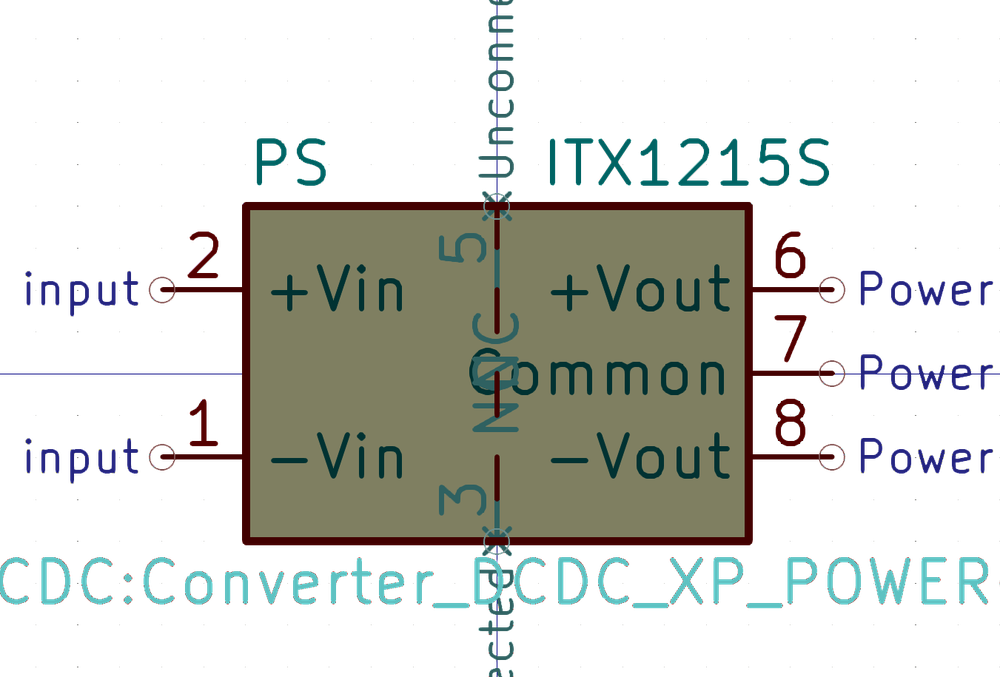 Unconne
PS
ITX1215S
5
2
6
input
+Vin
+Vout
Power
7
NC
NC
Common
Power
1
8
input
-Vin
-Vout
Power
3
CDC:Converter_DCDC_XP_POWER
ected